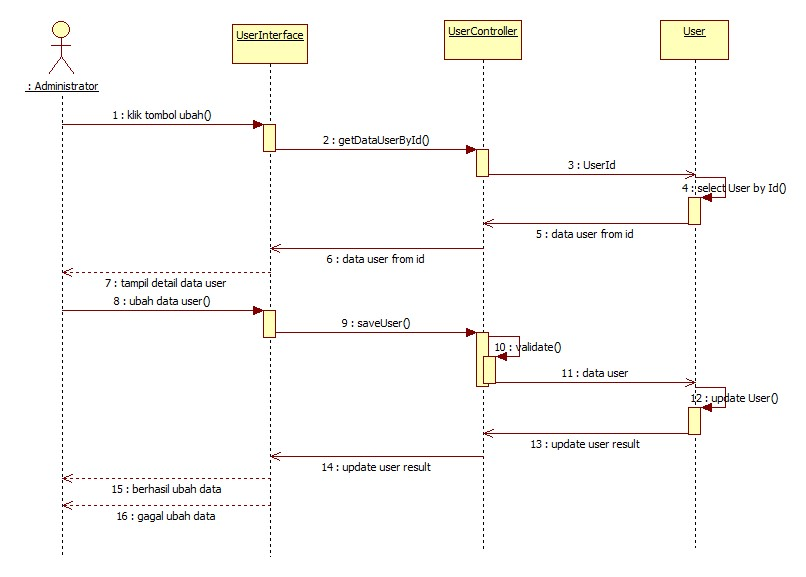 UserInterface
UserController
User
: Administrator
1 : klik tombol ubah()
2 : getDataUserById()
3 : UserId
4 : select User by Id()
5 : data user from id
6 : data user from id
7 : tampil detail data user
8 : ubah data user()
9 : saveUser()
10 : validate()
11 : data user
12 : update User()
13 : update user result
14 : update user result
15 : berhasil ubah data
16 : gagal ubah data